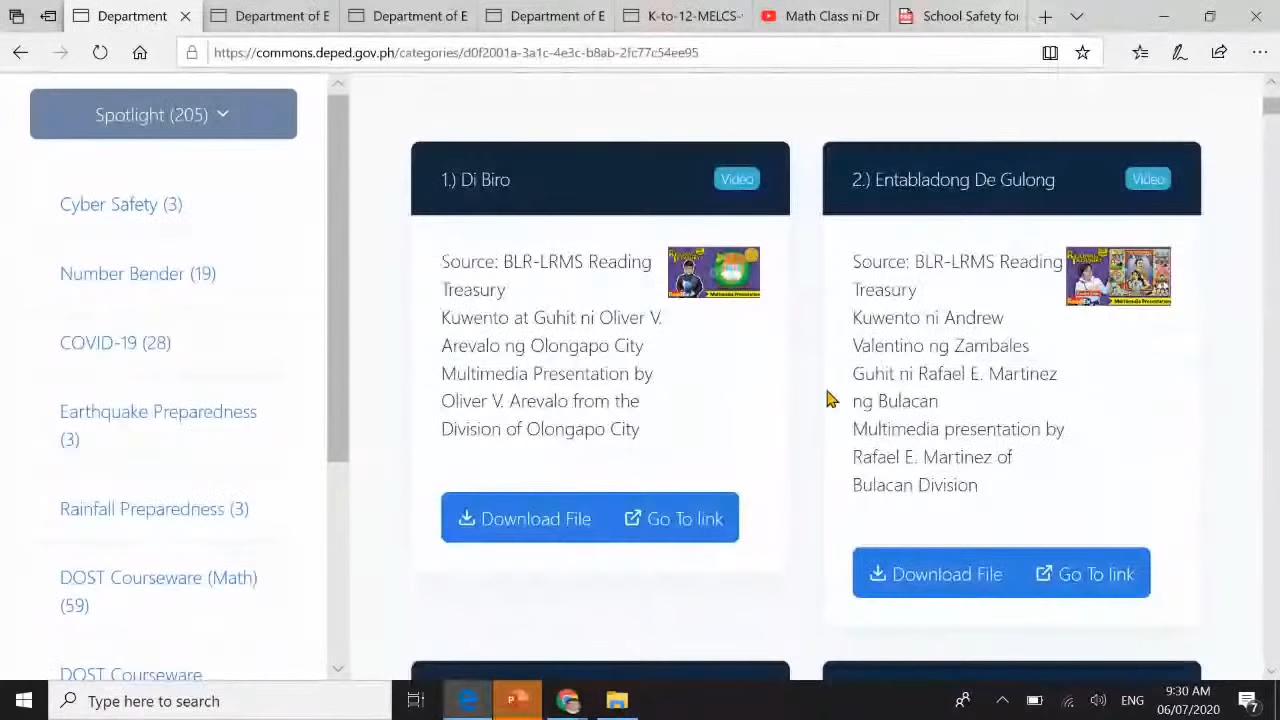 Department
Department of E
Department of E
Department of E
K-to-12-MELCS-
Math Class ni Dr
School Safety for
https://commons.deped.gov.ph/categories/d0f2001a-3a1c-4e3c-b8ab-2fc77c54ee95
Spotlight (205)
Cyber Safety (3)
Number Bender (19)
COVID-19 (28)
Earthquake Preparedness
(3)
Rainfall Preparedness (3)
DOST Courseware (Math)
(59)
DOST Courseware
1.) Di Biro
Video
Source: BLR-LRMS Reading
Treasury
Kuwento at Guhit ni Oliver V.
Arevalo ng Olongapo City
Multimedia Presentation by
Oliver V. Arevalo from the
Division of Olongapo City
Multimedia Presentation
Download File
Go To link
2.) Entabladong De Gulong
Video
Source: BLR-LRMS Reading
Treasury
Kuwento ni Andrew
Valentino ng Zambales
Guhit ni Rafael E. Martinez
ng Bulacan
Multimedia presentation by
Rafael E. Martinez of
Bulacan Division
Multimedia Presentation
Download File
Go To link
Type here to search
ENG
9:30 AM
06/07/2020
7